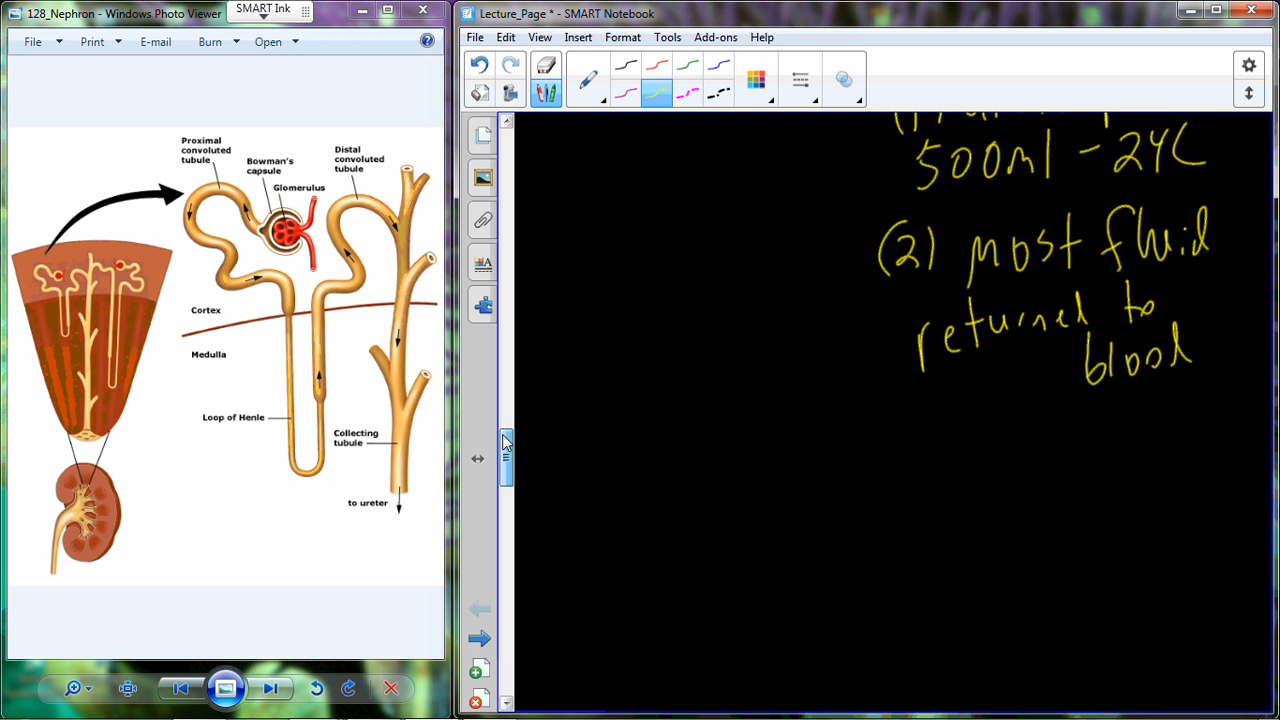 128_Nephron - Windows Photo Viewer
SMART Ink
File
Print
E-mail
Burn
Open
Proximal
convoluted
tubule
Bowman's
capsule
Glomerulus
Distal
convoluted
tubule
Cortex
Medulla
Loop of Henle
Collecting
tubule
to ureter
Lecture_Page * - SMART Notebook
File Edit View Insert Format Tools Add-ons Help
500ml - 24
(2) most fluid
returned to
blood